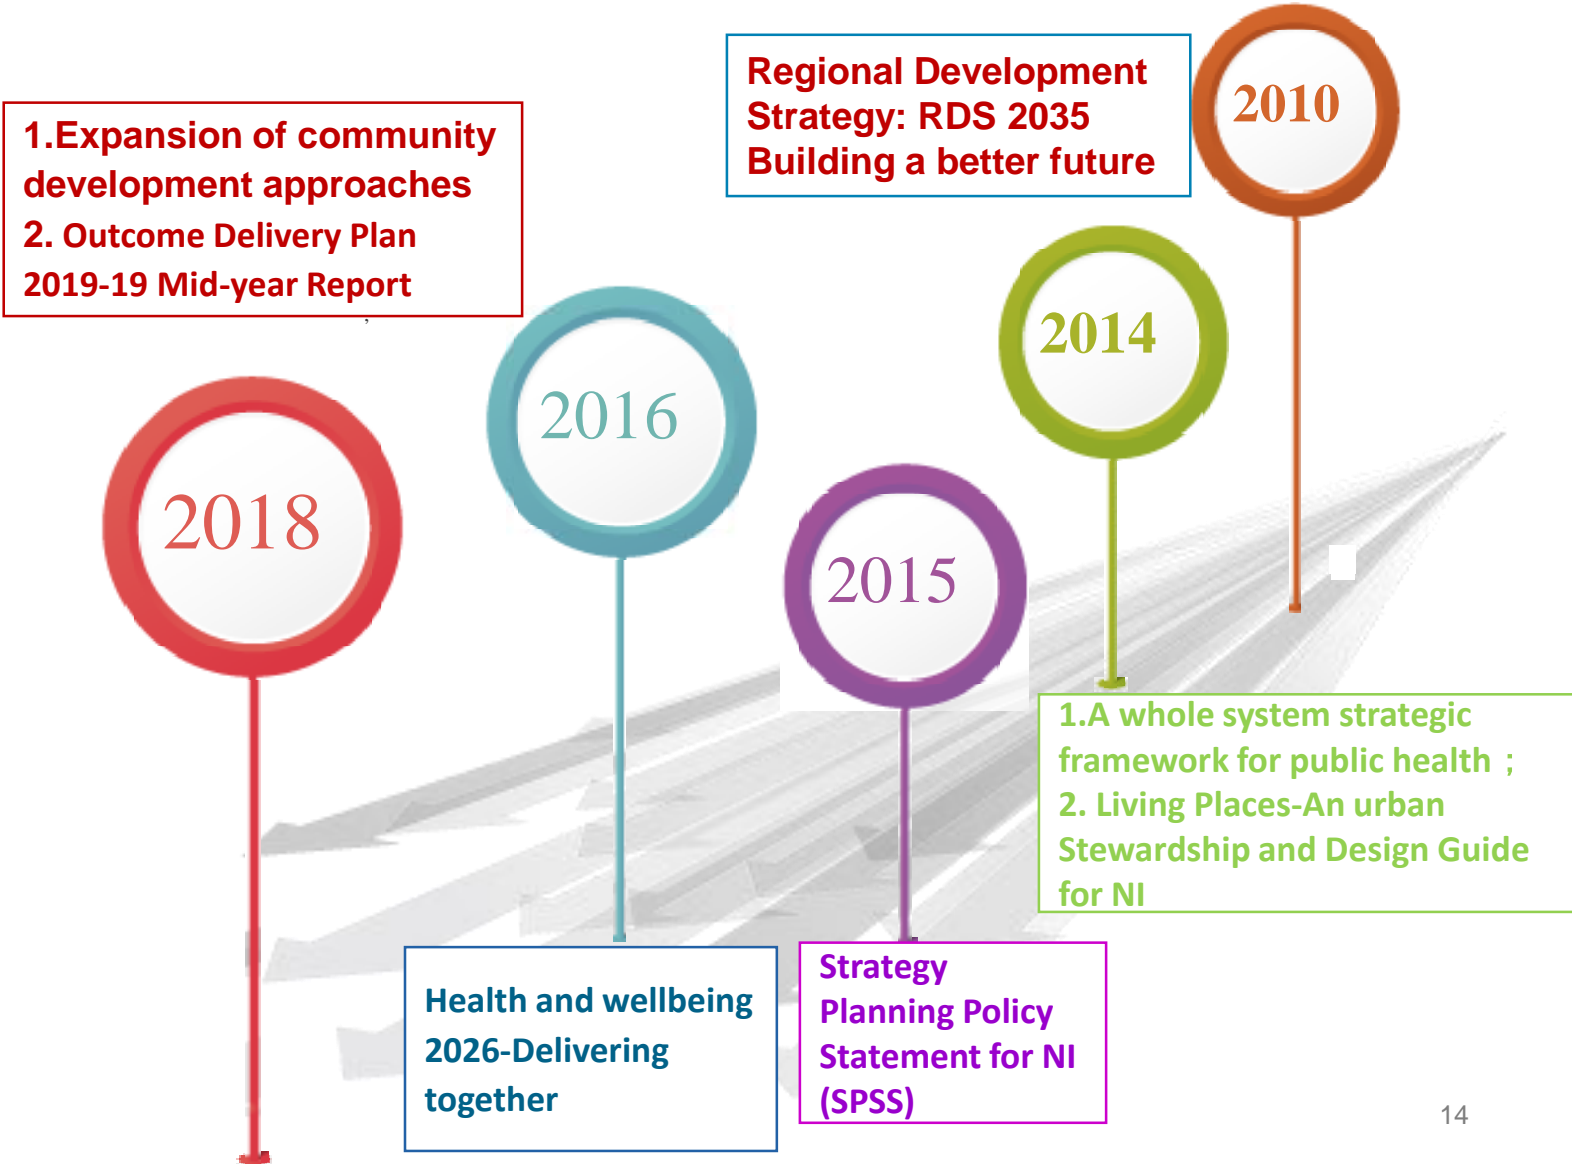 Regional Development
Strategy: RDS 2035
Building a better future
2010
1.Expansion of community
development approaches
2. Outcome Delivery Plan
2019-19 Mid-year Report
,
2014
2016
2018
2015
1.A whole system strategic
framework for public health；
2. Living Places-An urban
Stewardship and Design Guide
for NI
Health and wellbeing
2026-Delivering
together
Strategy
Planning Policy
Statement for NI
(SPSS)
14